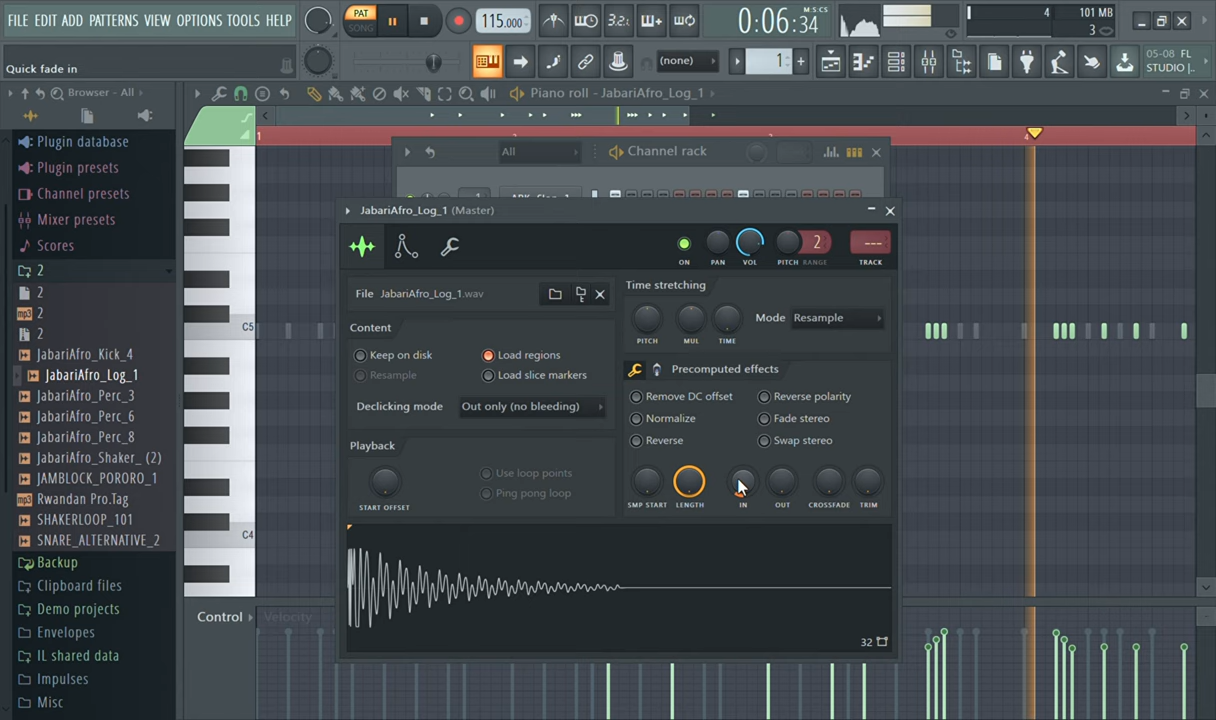 FILE EDIT ADD PATTERNS VIEW OPTIONS TOOLS HELP
PAT
SONG
115.000
3.2.
0:06:34
M:S:CS
4
101 MB
3
Quick fade in
(none)
1
05-08 FL
STUDIO |..
Browser - All
Piano roll - JabariAfro_Log_1
Plugin database
Plugin presets
Channel presets
Mixer presets
Scores
2
2
2
2
JabariAfro_Kick_4
JabariAfro_Log_1
JabariAfro_Perc_3
JabariAfro_Perc_6
JabariAfro_Perc_8
JabariAfro_Shaker_ (2)
JAMBLOCK_PORORO_1
Rwandan Pro.Tag
SHAKERLOOP_101
SNARE_ALTERNATIVE_2
Backup
Clipboard files
Demo projects
Envelopes
IL shared data
Impulses
Misc
1
4
C5
C4
Control
Velocity
All
Channel rack
JabariAfro_Log_1 (Master)
2
---
ON
PAN
VOL
PITCH
RANGE
TRACK
File JabariAfro_Log_1.wav
Content
Keep on disk
Load regions
Resample
Load slice markers
Declicking mode
Out only (no bleeding)
Playback
Use loop points
Ping pong loop
START OFFSET
Time stretching
Mode Resample
PITCH
MUL
TIME
Precomputed effects
Remove DC offset
Reverse polarity
Normalize
Fade stereo
Reverse
Swap stereo
SMP START
LENGTH
IN
OUT
CROSSFADE
TRIM
32